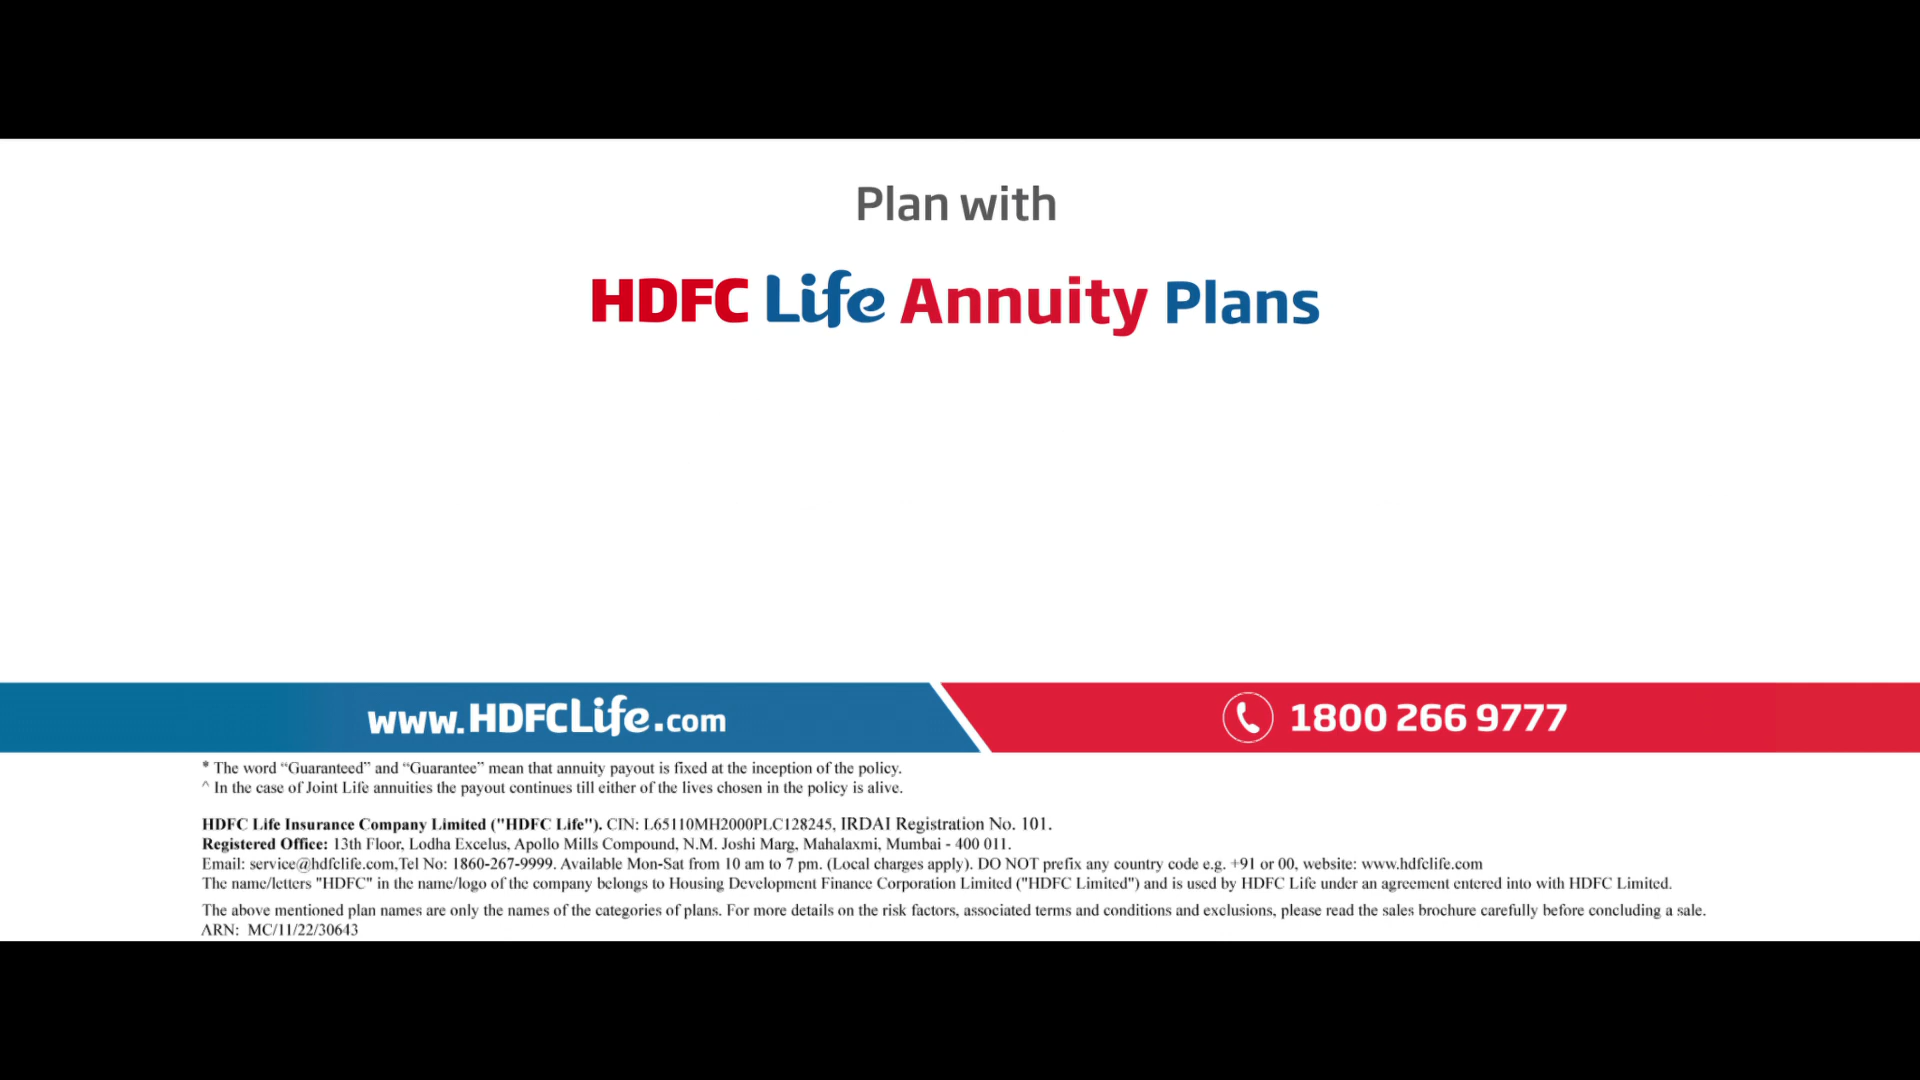 Plan with
HDFC Life Annuity Plans
www.HDFCLife.com
1800 266 9777
* The word “Guaranteed” and “Guarantee” mean that annuity payout is fixed at the inception of the policy.
^ In the case of Joint Life annuities the payout continues till either of the lives chosen in the policy is alive.
HDFC Life Insurance Company Limited ("HDFC Life"). CIN: L65110MH2000PLC128245, IRDAI Registration No. 101.
Registered Office: 13th Floor, Lodha Excelus, Apollo Mills Compound, N.M. Joshi Marg, Mahalaxmi, Mumbai - 400 011.
Email: service@hdfclife.com,Tel No: 1860-267-9999. Available Mon-Sat from 10 am to 7 pm. (Local charges apply). DO NOT prefix any country code e.g. +91 or 00, website: www.hdfclife.com
The name/letters "HDFC" in the name/logo of the company belongs to Housing Development Finance Corporation Limited ("HDFC Limited") and is used by HDFC Life under an agreement entered into with HDFC Limited.
The above mentioned plan names are only the names of the categories of plans. For more details on the risk factors, associated terms and conditions and exclusions, please read the sales brochure carefully before concluding a sale.
ARN: MC/11/22/30643